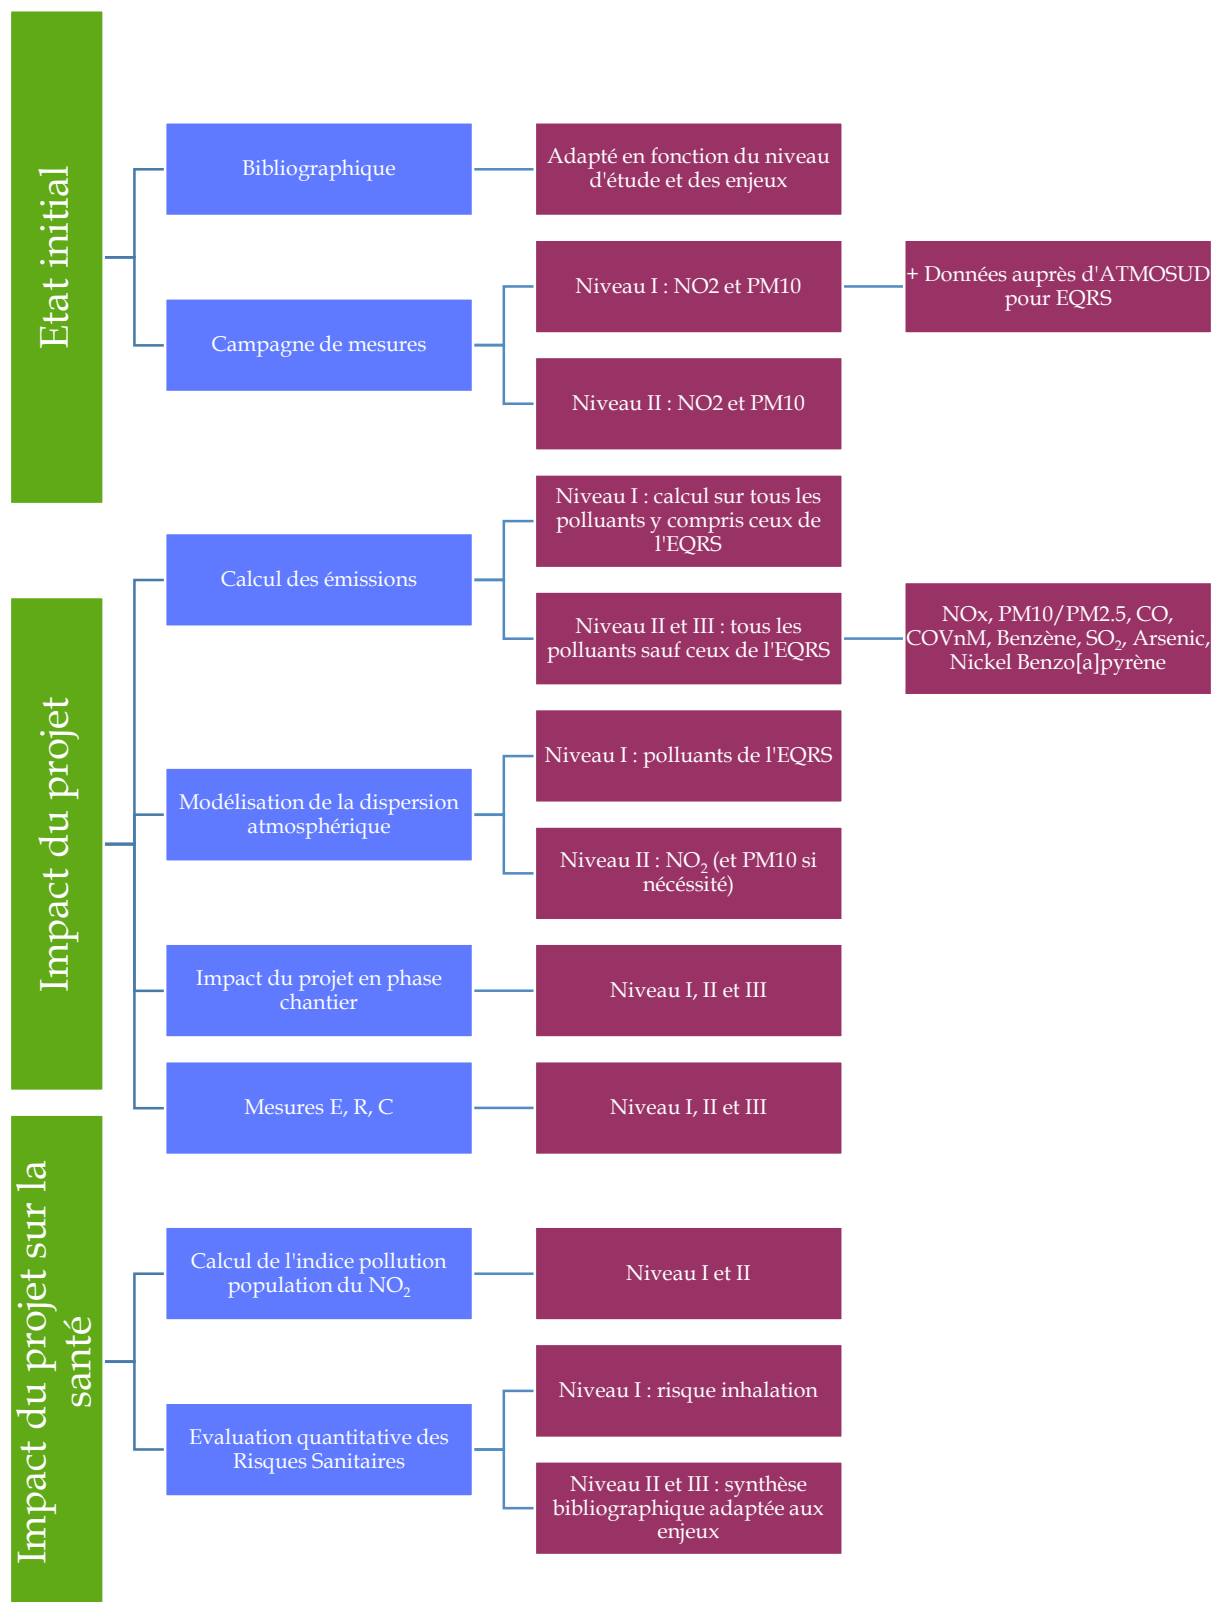 Etat initial
Bibliographique
Adapté en fonction du niveau
d'étude et des enjeux
Campagne de mesures
Niveau I : NO2 et PM10
+ Données auprès d'ATMOSUD
pour EQRS
Niveau II : NO2 et PM10
Impact du projet
Calcul des émissions
Niveau I : calcul sur tous les
polluants y compris ceux de
l'EQRS
Niveau II et III : tous les
polluants sauf ceux de l'EQRS
NOx, PM10/PM2.5, CO,
COVnM, Benzène, SO₂, Arsenic,
Nickel Benzo[a]pyrène
Modélisation de la dispersion
atmosphérique
Niveau I : polluants de l'EQRS
Niveau II : NO₂ (et PM10 si
nécéssité)
Impact du projet en phase
chantier
Niveau I, II et III
Mesures E, R, C
Niveau I, II et III
Impact du projet sur la
santé
Calcul de l'indice pollution
population du NO₂
Niveau I et II
Evaluation quantitative des
Risques Sanitaires
Niveau I : risque inhalation
Niveau II et III : synthèse
bibliographique adaptée aux
enjeux